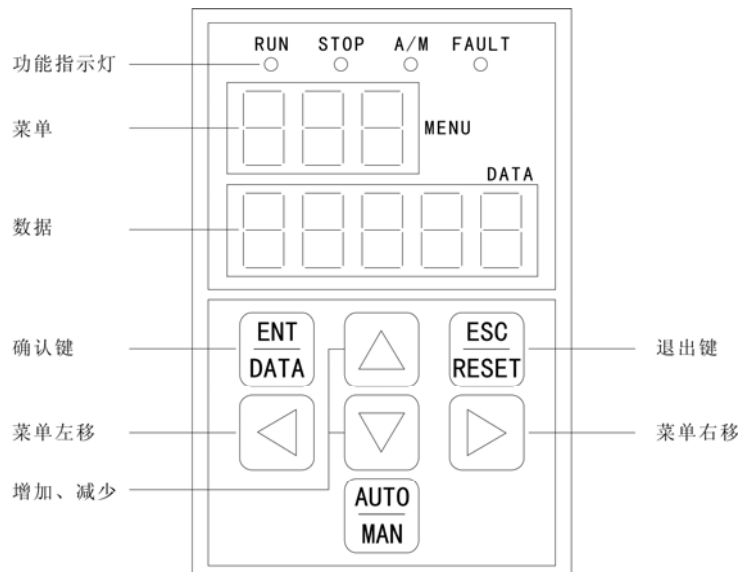 RUN STOP A/M FAULT
功能指示灯
菜单
MENU
DATA
数据
ENT
DATA
ESC
RESET
确认键
退出键
菜单左移
菜单右移
增加、减少
AUTO
MAN